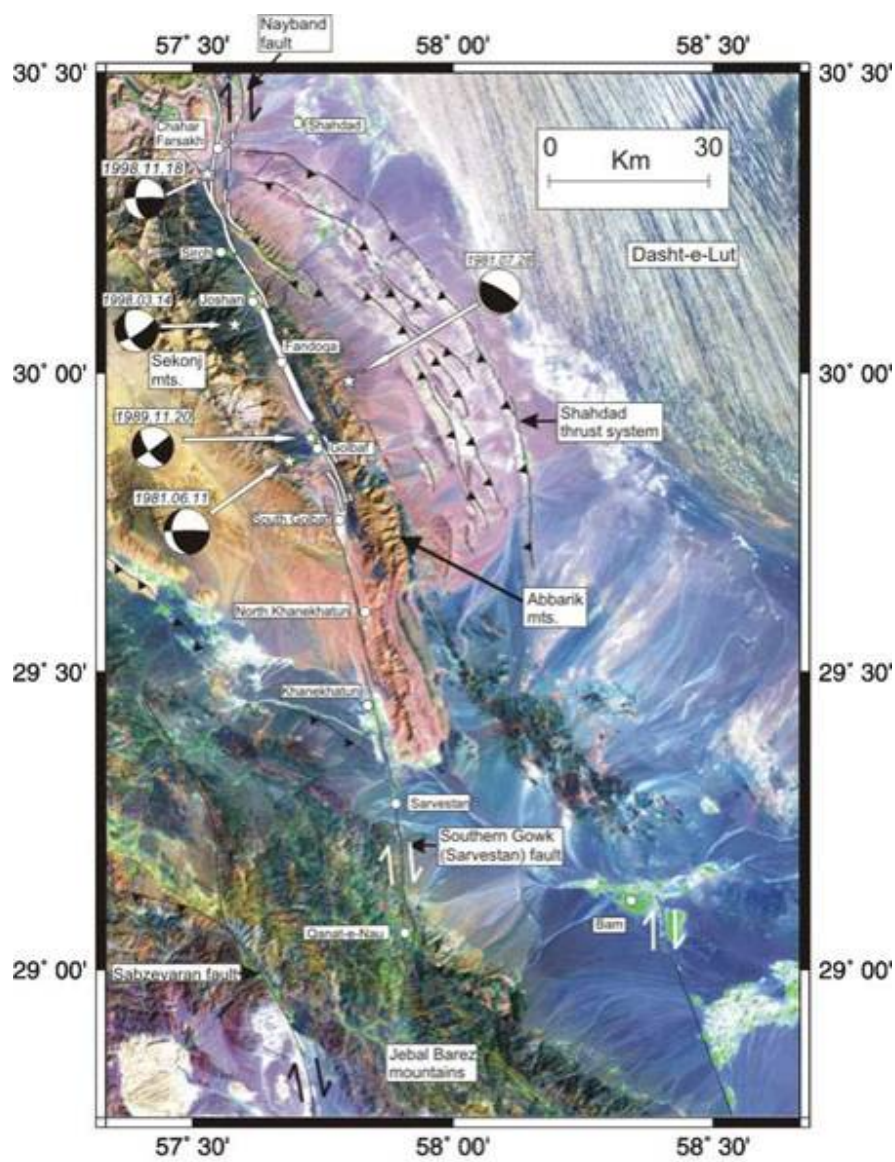 Nayband
fault
57° 30'
58° 00'
58° 30'
30° 30'
30° 30'
Chahar
Farsakh
Shahdad
0
30
Km
1998.11.18
Dasht-e-Lut
Sirch
1981.07.28
1998.03.14
Joshan
Fandoqa
Sekonj
mts.
30° 00'
30° 00'
1989.11.20
Golbaf
Shahdad
thrust system
1981.06.11
South Golbaf
Abbarik
mts.
North Khanekhatun
29° 30'
29° 30'
Khanekhatun
Sarvestan
Southern Gowk
(Sarvestan) fault
Bam
Qanat-e-Nau
29° 00'
29° 00'
Sabzevaran fault
Jebal Barez
mountains
57° 30'
58° 00'
58° 30'